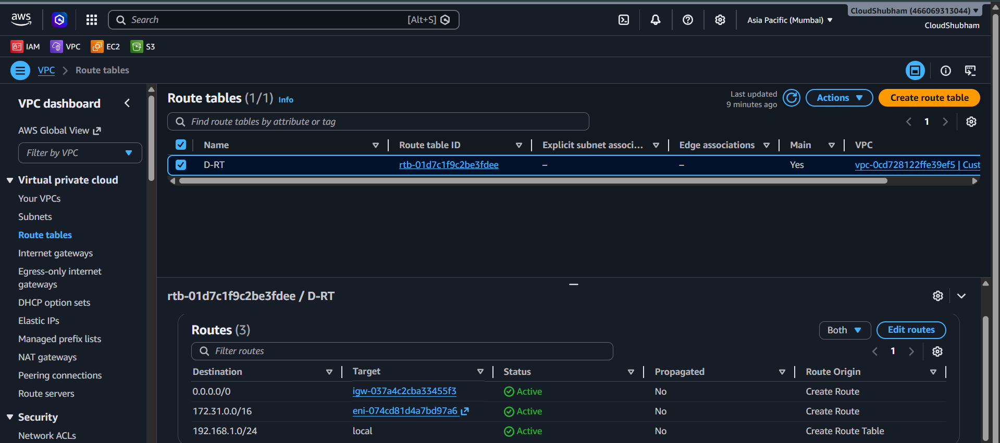 aws
Search
[Alt+S]
Asia Pacific (Mumbai)
CloudShubham (466069313044)
CloudShubham
IAM
VPC
EC2
S3
VPC
Route tables
VPC dashboard
AWS Global View
Filter by VPC
Virtual private cloud
Your VPCs
Subnets
Route tables
Internet gateways
Egress-only internet
gateways
DHCP option sets
Elastic IPs
Managed prefix lists
NAT gateways
Peering connections
Route servers
Security
Network ACLs
Route tables (1/1) Info
Last updated
9 minutes ago
Actions
Create route table
Find route tables by attribute or tag
1
Name Route table ID Explicit subnet associ... Edge associations Main VPC
D-RT rtb-01d7c1f9c2be3fdee – – Yes vpc-0cd728122ffe39ef5 | Cust
rtb-01d7c1f9c2be3fdee / D-RT
Routes (3)
Both
Edit routes
Filter routes
1
Destination Target Status Propagated Route Origin
0.0.0.0/0 igw-037a4c2cba33455f3 Active No Create Route
172.31.0.0/16 eni-074cd81d4a7bd97a6 Active No Create Route
192.168.1.0/24 local Active No Create Route Table